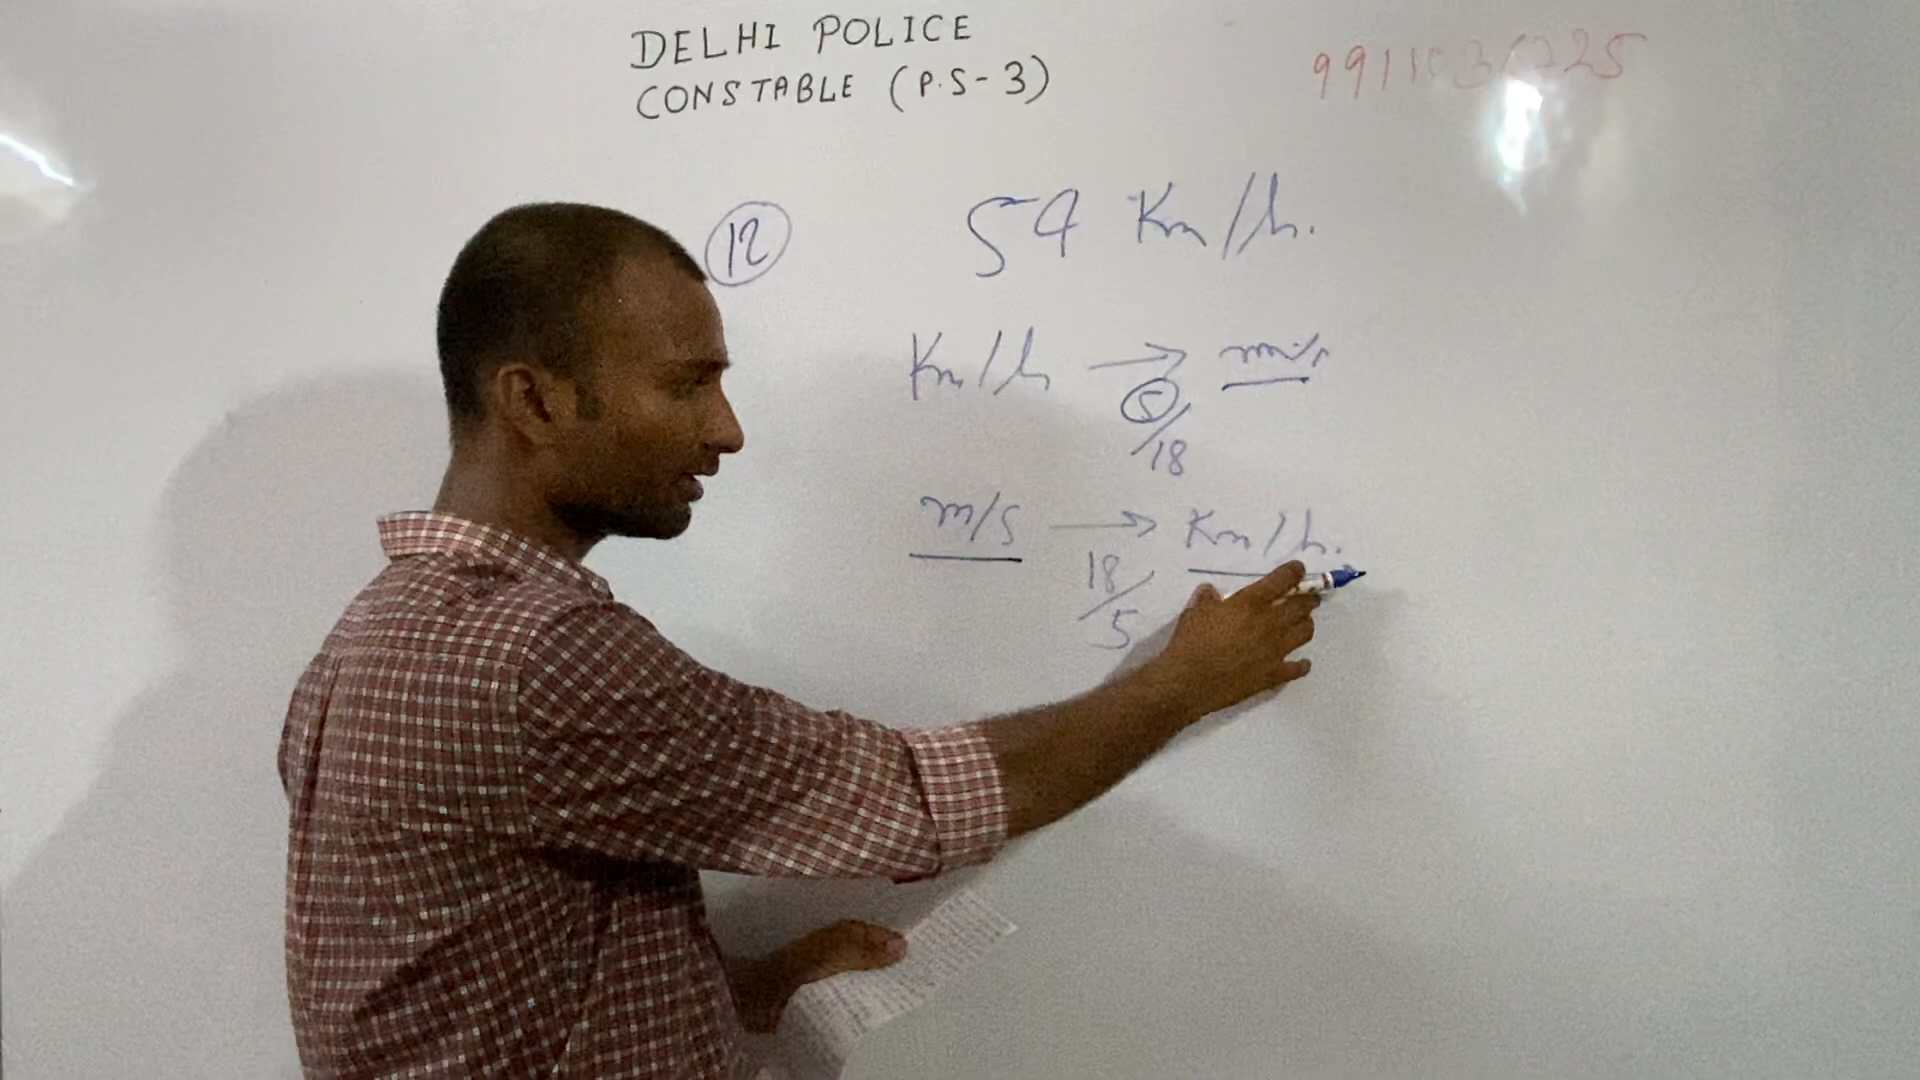 DELHI POLICE
CONSTABLE (P.S-3)
12
54 Km/h.
Km/h → m/s
5/18
m/s → Km/h.
18/5